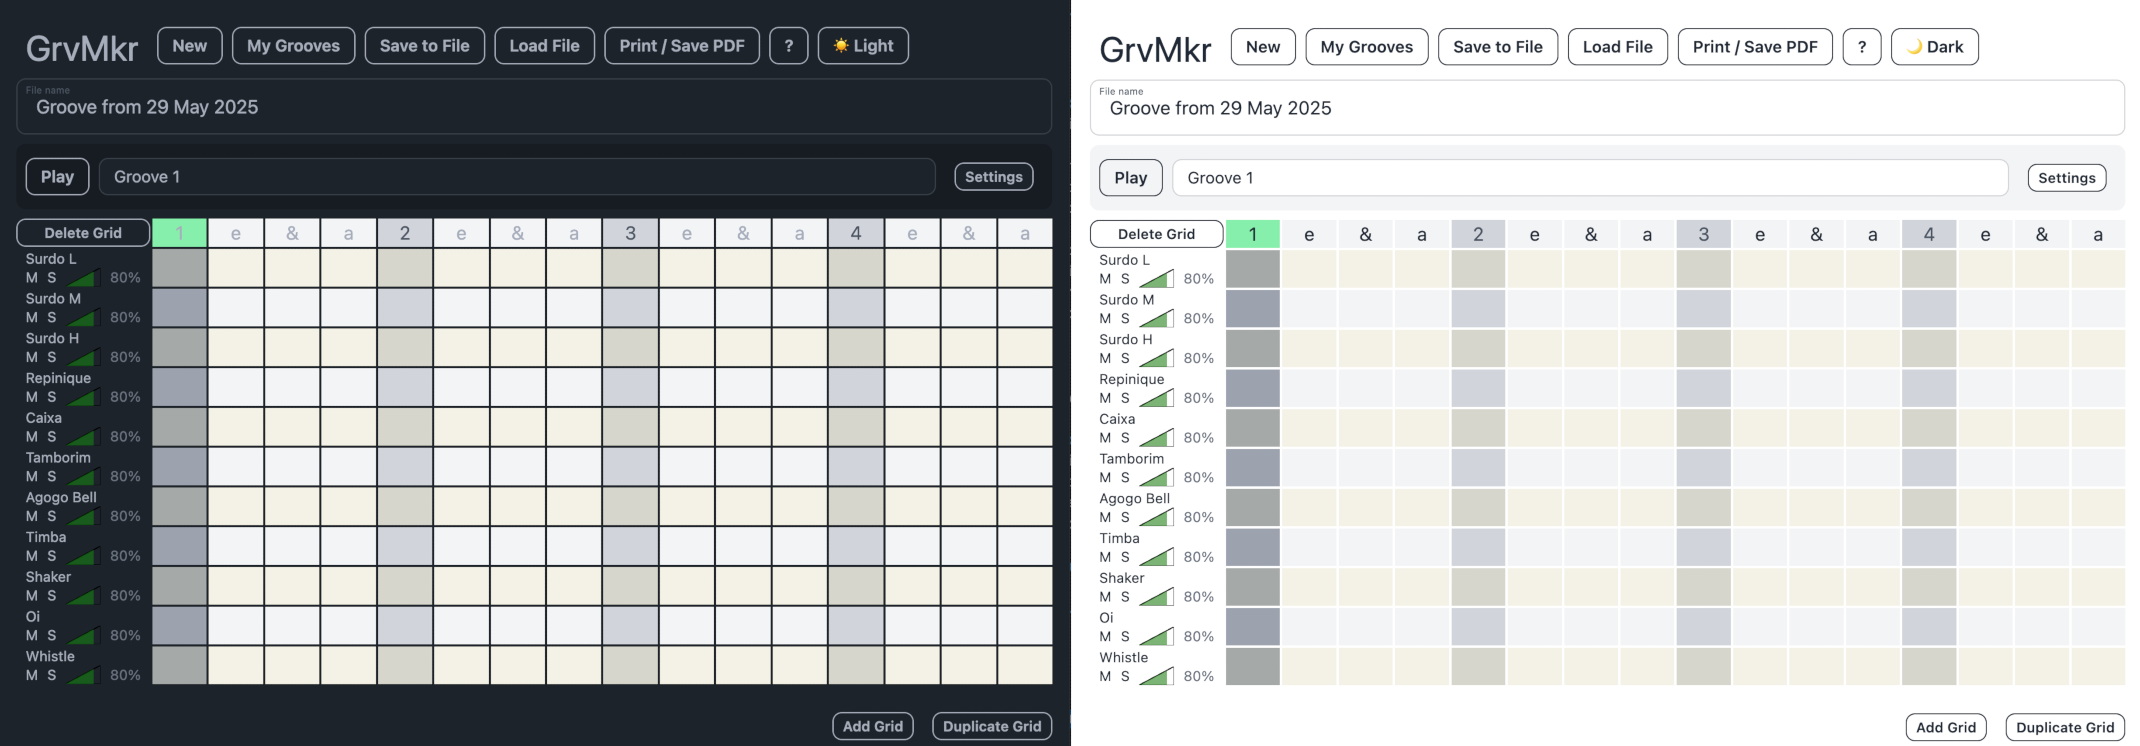 GrvMkr New My Grooves Save to File Load File Print / Save PDF ? ☀️ Light
File name
Groove from 29 May 2025
Play Groove 1 Settings
Delete Grid 1 e & a 2 e & a 3 e & a 4 e & a
Surdo L
M S 80%
Surdo M
M S 80%
Surdo H
M S 80%
Repinique
M S 80%
Caixa
M S 80%
Tamborim
M S 80%
Agogo Bell
M S 80%
Timba
M S 80%
Shaker
M S 80%
Oi
M S 80%
Whistle
M S 80%
Add Grid Duplicate Grid
GrvMkr New My Grooves Save to File Load File Print / Save PDF ? 🌙 Dark
File name
Groove from 29 May 2025
Play Groove 1 Settings
Delete Grid 1 e & a 2 e & a 3 e & a 4 e & a
Surdo L
M S 80%
Surdo M
M S 80%
Surdo H
M S 80%
Repinique
M S 80%
Caixa
M S 80%
Tamborim
M S 80%
Agogo Bell
M S 80%
Timba
M S 80%
Shaker
M S 80%
Oi
M S 80%
Whistle
M S 80%
Add Grid Duplicate Grid